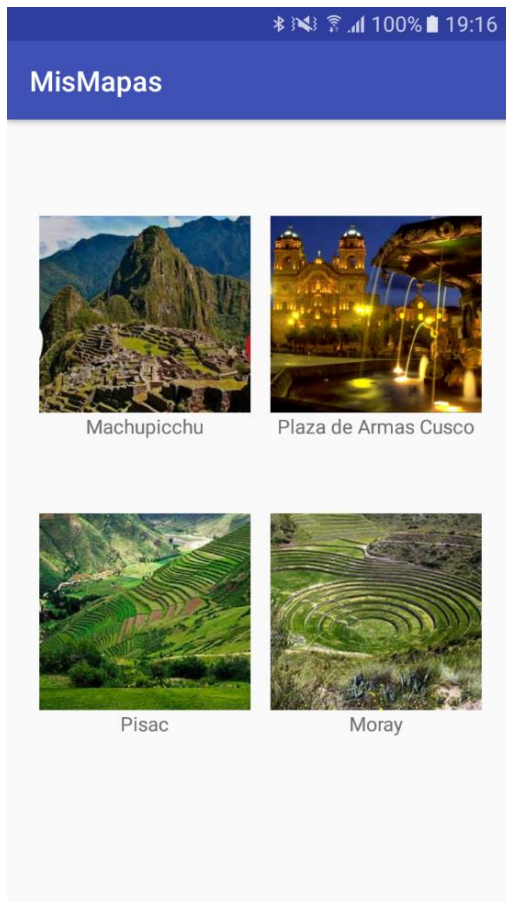 100% 19:16
MisMapas
Machupicchu
Plaza de Armas Cusco
Pisac
Moray